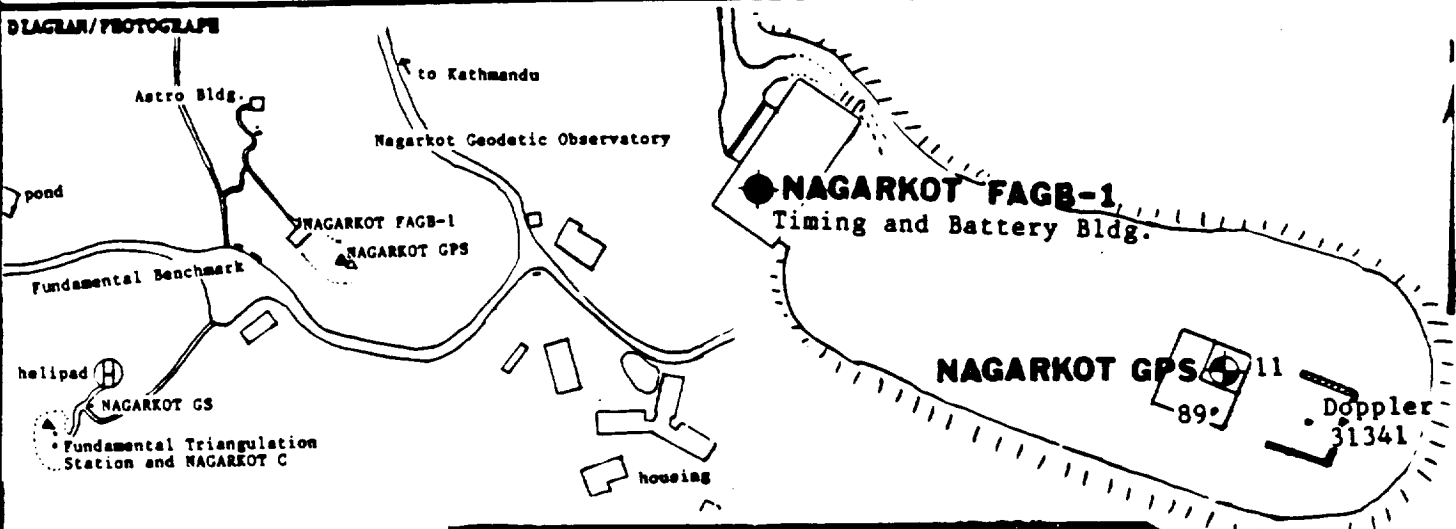 DIAGRAM/PHOTOGRAPH
to Kathmandu
Astro Bldg.
Nagarkot Geodetic Observatory
pond
NAGARKOT FAGB-1
NAGARKOT GPS
Fundamental Benchmark
helipad
H
NAGARKOT GS
Fundamental Triangulation
Station and NAGARKOT C
housing
NAGARKOT FAGB-1
Timing and Battery Bldg.
NAGARKOT GPS
11
89
Doppler
31341